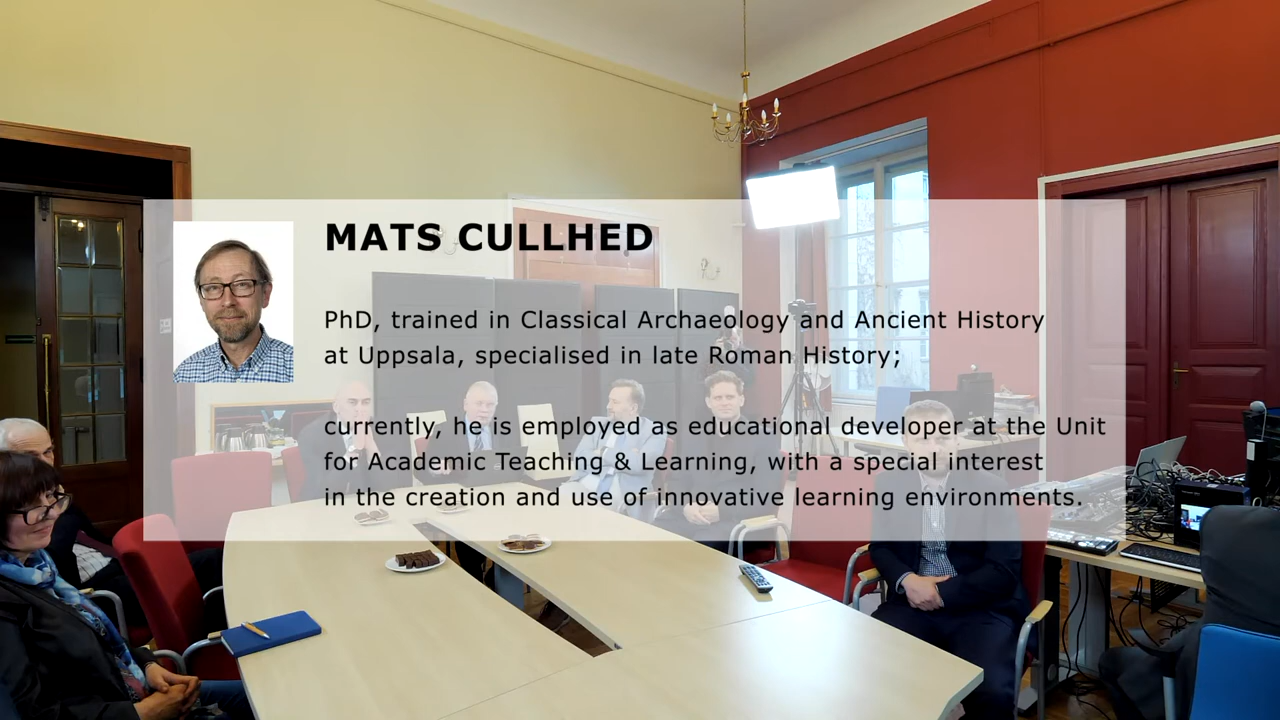 MATS CULLHED
PhD, trained in Classical Archaeology and Ancient History
at Uppsala, specialised in late Roman History;
currently, he is employed as educational developer at the Unit
for Academic Teaching & Learning, with a special interest
in the creation and use of innovative learning environments.